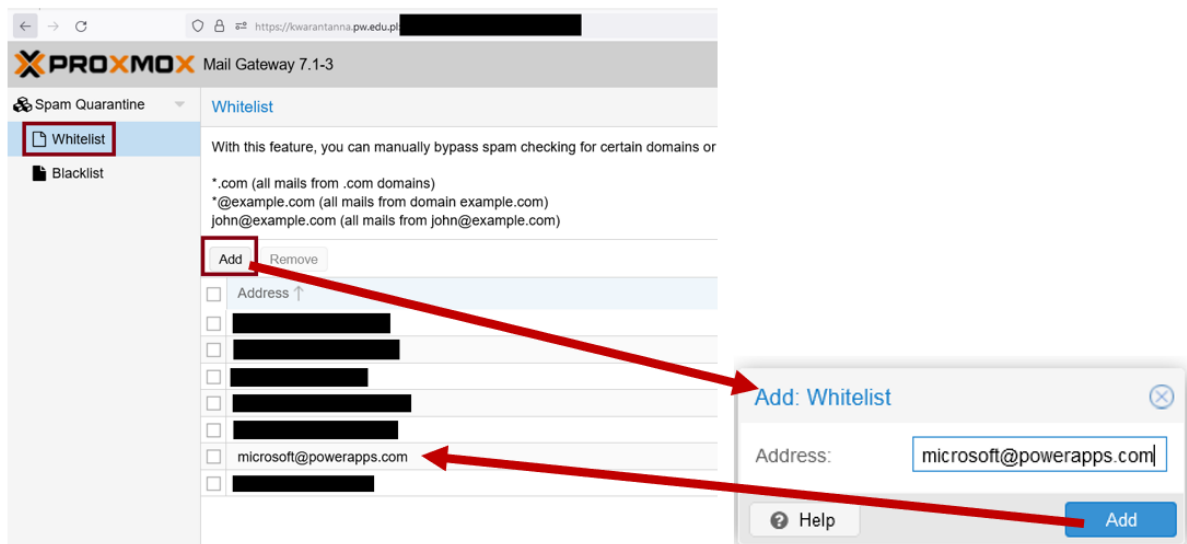 https://kwarantanna.pw.edu.pl
PROXMOX Mail Gateway 7.1-3
Spam Quarantine
Whitelist
Blacklist
Whitelist
With this feature, you can manually bypass spam checking for certain domains or
*.com (all mails from .com domains)
*@example.com (all mails from domain example.com)
john@example.com (all mails from john@example.com)
Add Remove
Address ↑
microsoft@powerapps.com
Add: Whitelist
Address: microsoft@powerapps.com
Help Add